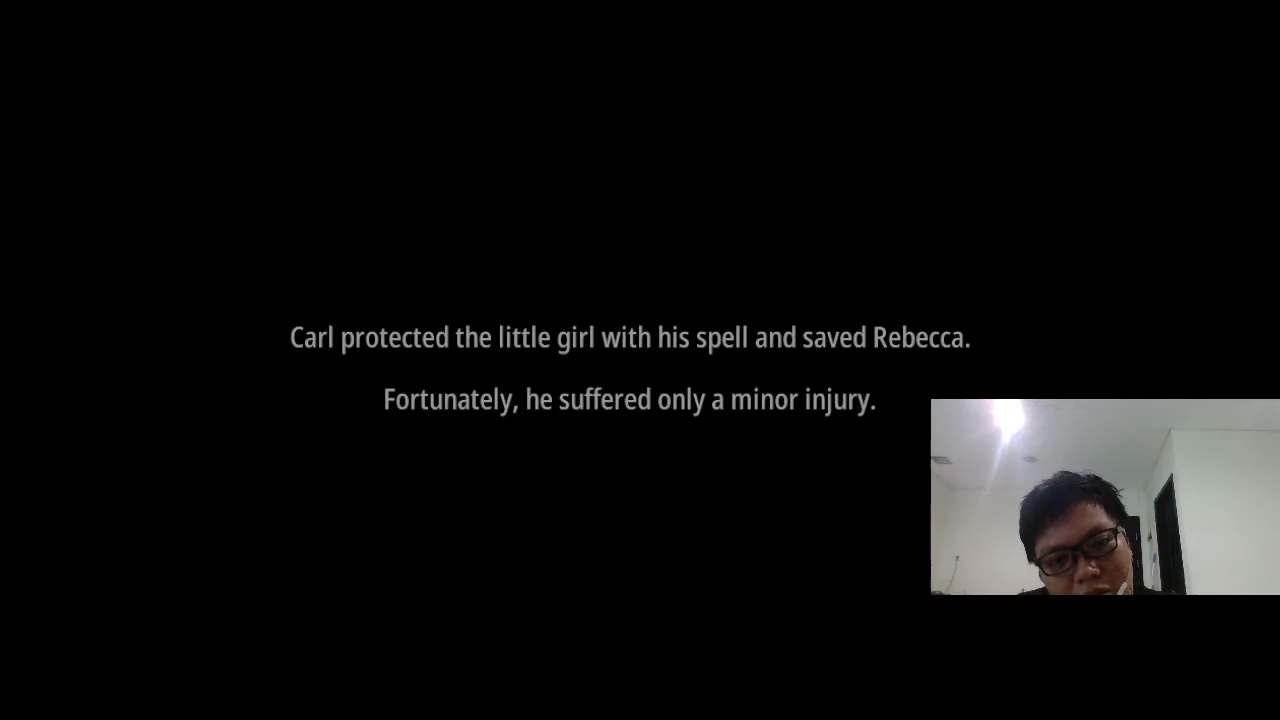 Carl protected the little girl with his spell and saved Rebecca.
Fortunately, he suffered only a minor injury.